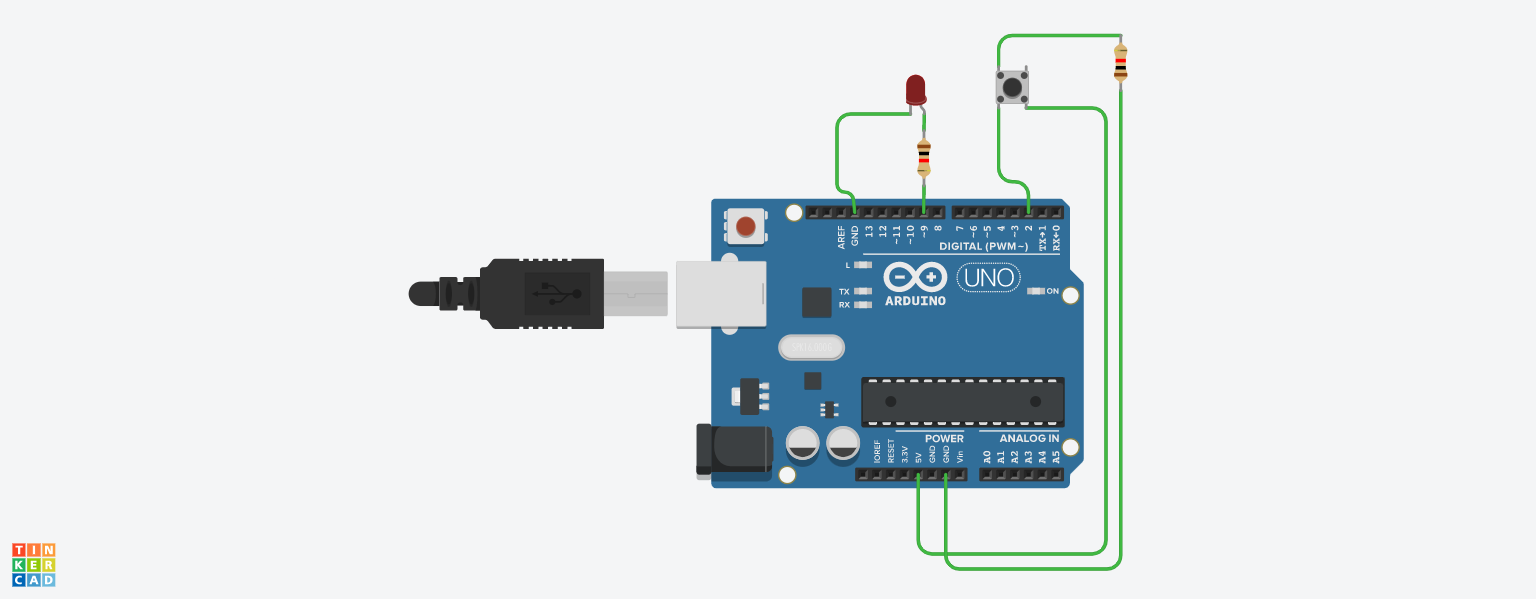 AREF
GND
13
12
~11
~10
~9
8
7
~6
~5
4
~3
2
TX→1
RX←0
DIGITAL (PWM~)
L
TX
RX
ARDUINO
UNO
ON
POWER
ANALOG IN
IOREF
RESET
3.3V
5V
GND
GND
Vin
A0
A1
A2
A3
A4
A5
TIN
KER
CAD